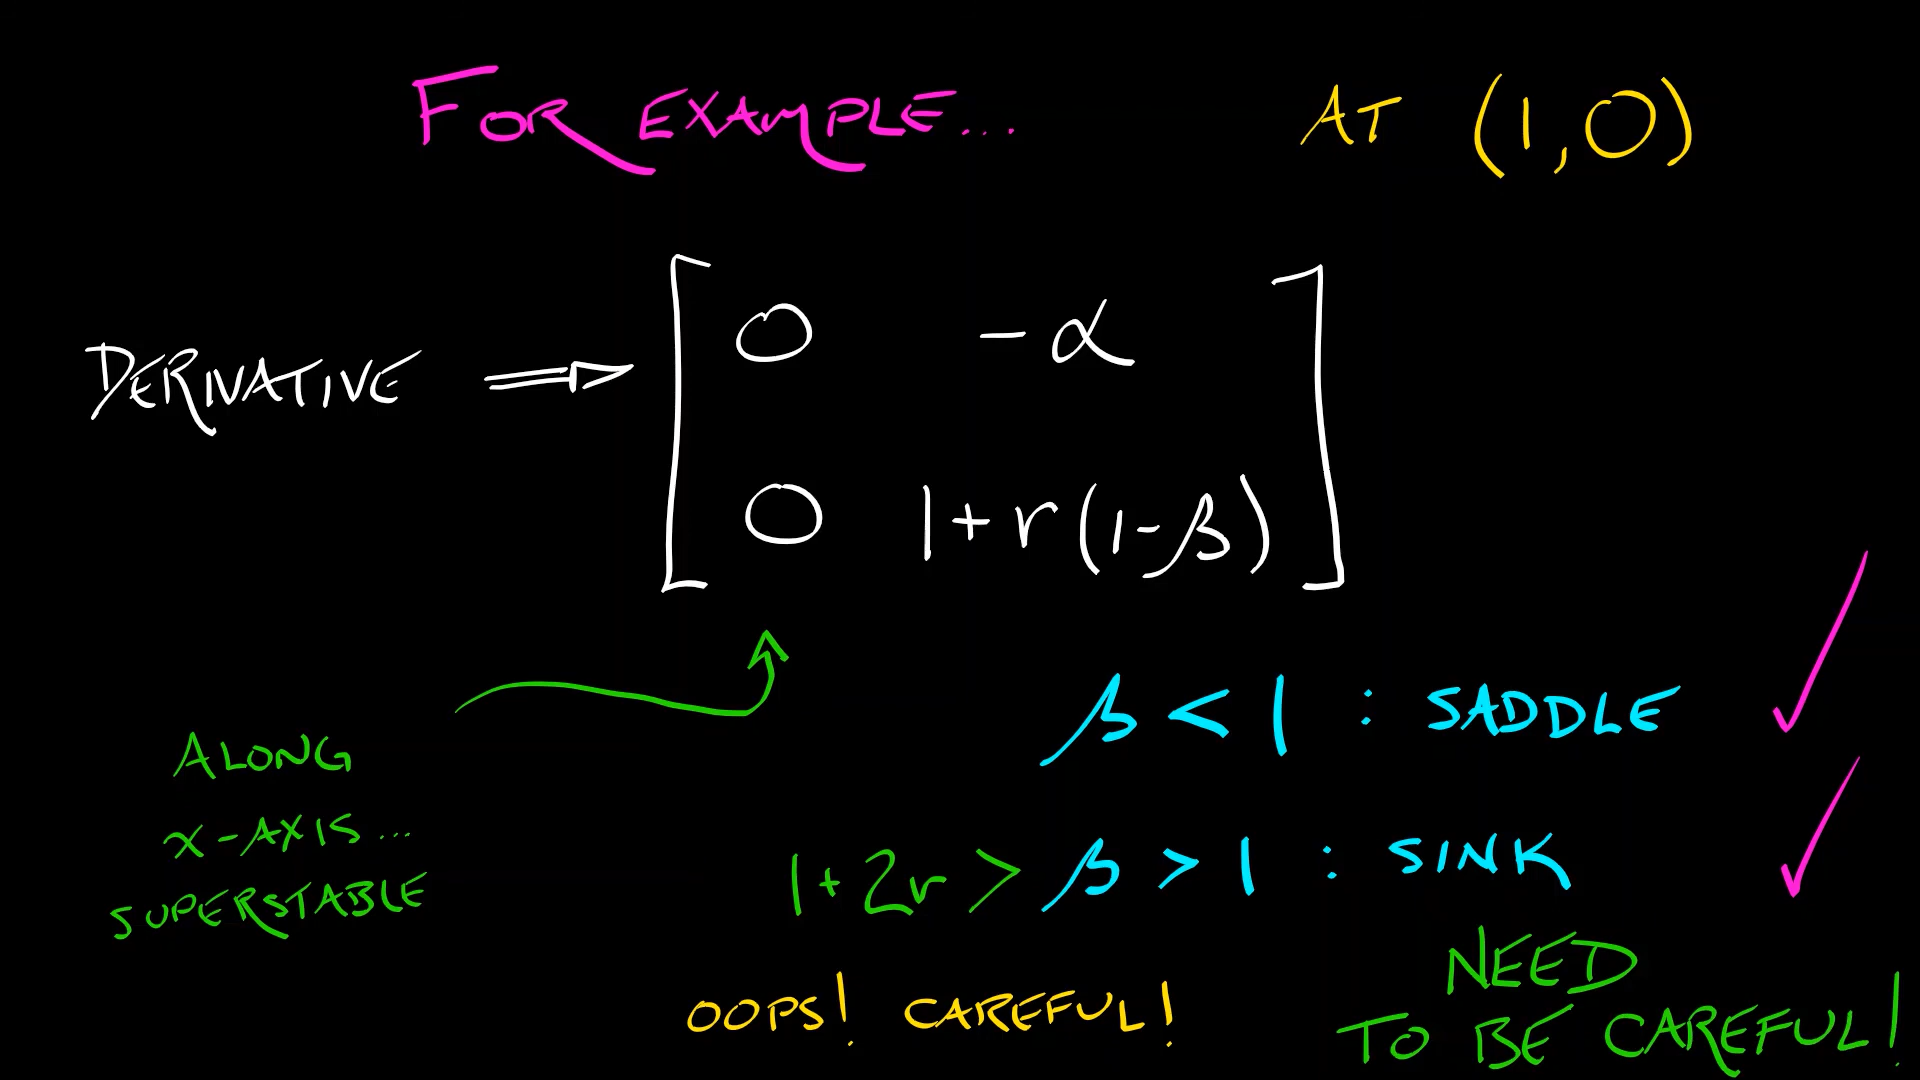 FOR EXAMPLE...
AT (1,0)
DERIVATIVE ⇒
0 -α
0 1+r(1-β)
ALONG
x-AXIS...
SUPERSTABLE
β < 1 : SADDLE ✓
1+2r > β > 1 : SINK ✓
OOPS! CAREFUL!
NEED
TO BE CAREFUL!